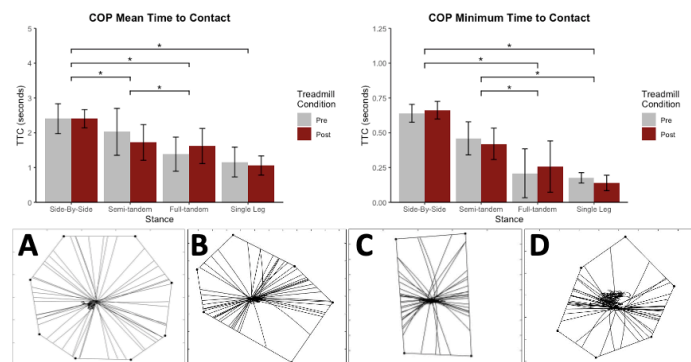 COP Mean Time to Contact
5
4
3
2
1
0
TTC (seconds)
*
*
*
*
Side-By-Side Semi-tandem Full-tandem Single Leg
Stance
Treadmill
Condition
Pre
Post
COP Minimum Time to Contact
1.00
0.75
0.50
0.25
0.00
TTC (seconds)
*
*
*
*
Side-By-Side Semi-tandem Full-tandem Single Leg
Stance
Treadmill
Condition
Pre
Post
A B C D